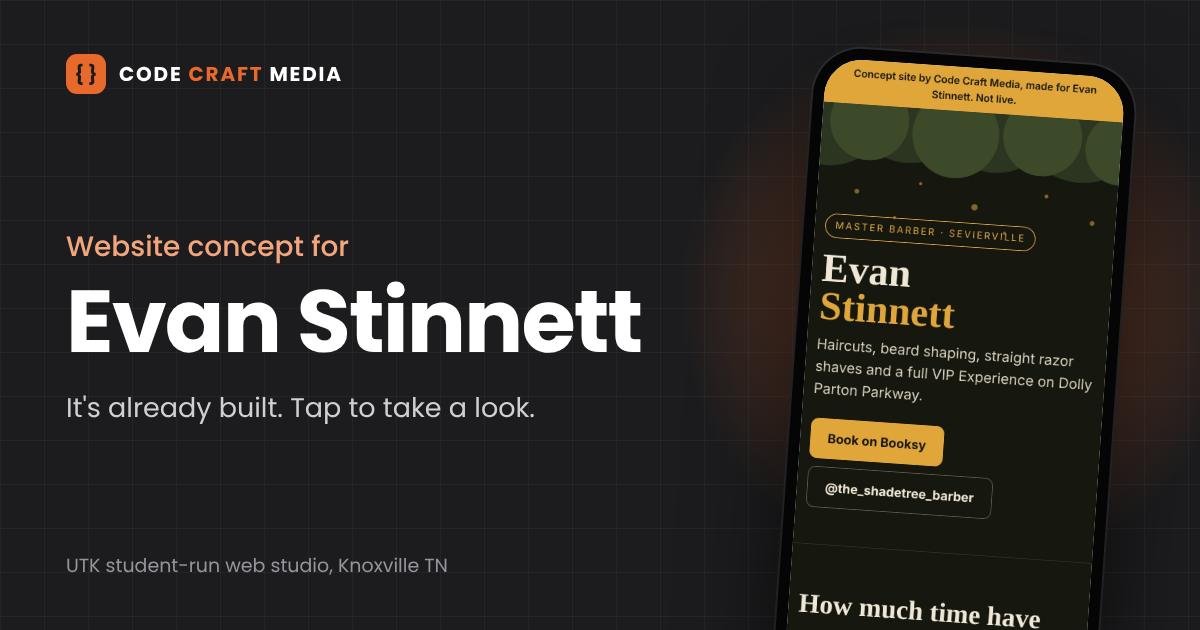 { } CODE CRAFT MEDIA
Website concept for
Evan Stinnett
It's already built. Tap to take a look.
UTK student-run web studio, Knoxville TN
Concept site by Code Craft Media, made for Evan
Stinnett. Not live.
MASTER BARBER · SEVIERVILLE
Evan
Stinnett
Haircuts, beard shaping, straight razor
shaves and a full VIP Experience on Dolly
Parton Parkway.
Book on Booksy
@the_shadetree_barber
How much time have